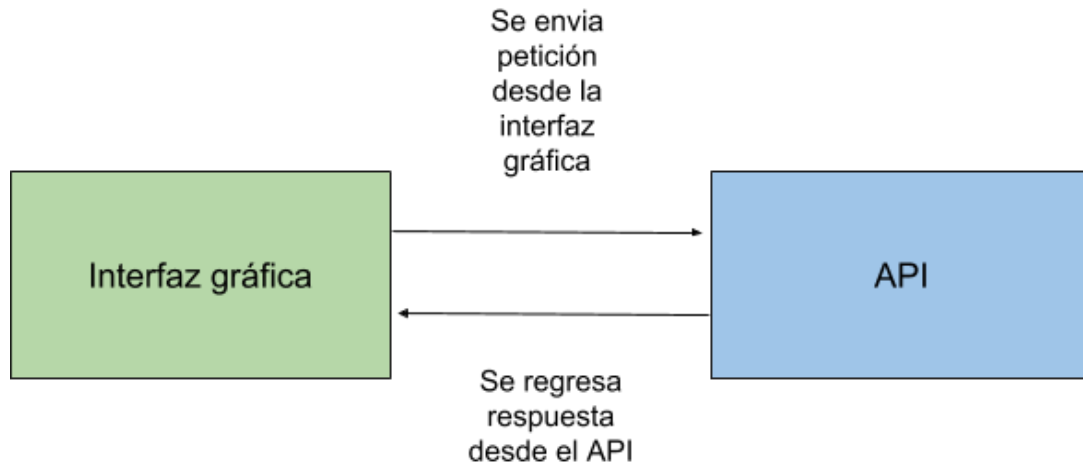 Se envia
petición
desde la
interfaz
gráfica
Interfaz gráfica
API
Se regresa
respuesta
desde el API